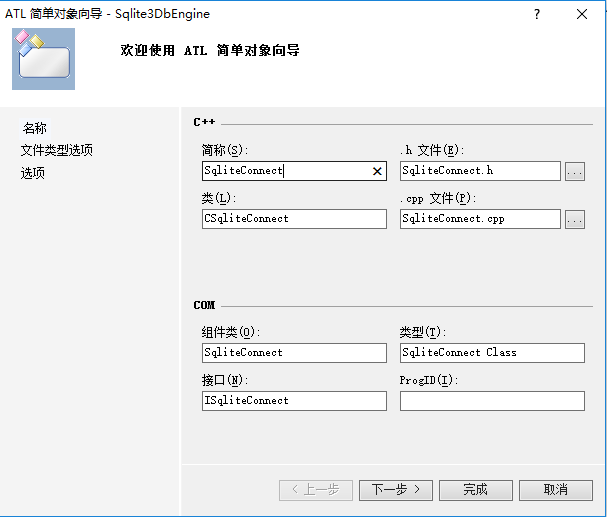 ATL 简单对象向导 - Sqlite3DbEngine
欢迎使用 ATL 简单对象向导
名称
文件类型选项
选项
C++
简称(S):
.h 文件(E):
SqliteConnect
SqliteConnect.h
...
类(L):
.cpp 文件(P):
CSqliteConnect
SqliteConnect.cpp
...
COM
组件类(O):
类型(T):
SqliteConnect
SqliteConnect Class
接口(N):
ProgID(I):
ISqliteConnect
< 上一步
下一步 >
完成
取消